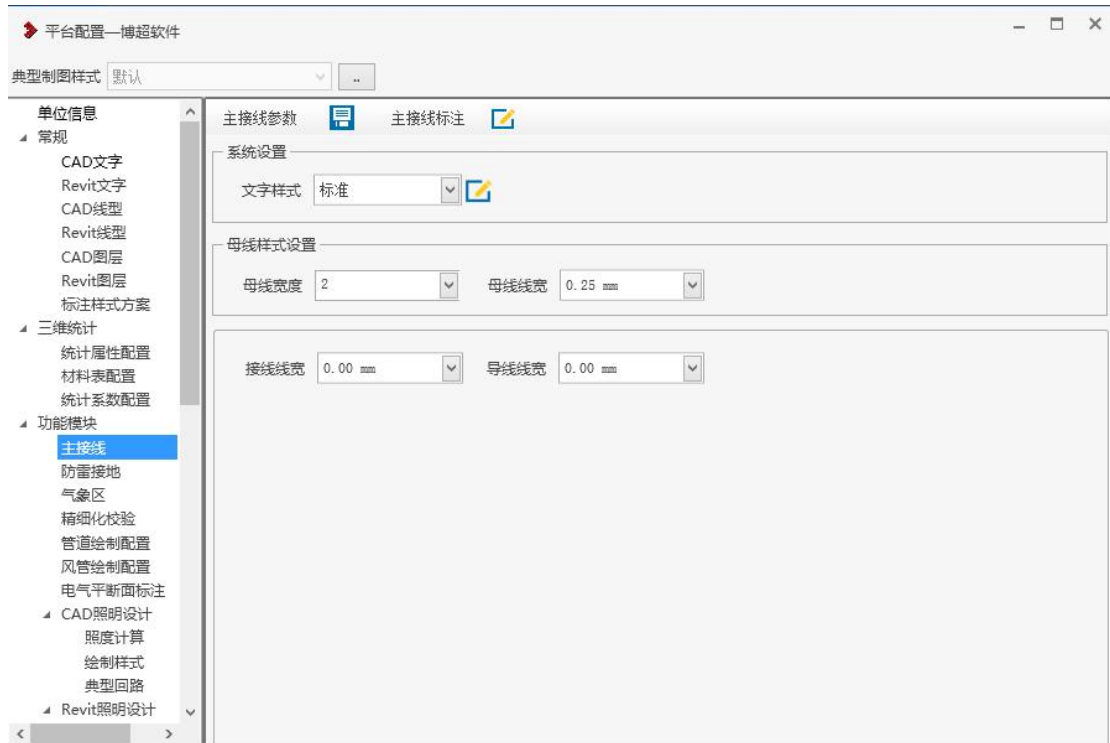 平台配置—博超软件
典型制图样式 默认 ..
单位信息
常规
CAD文字
Revit文字
CAD线型
Revit线型
CAD图层
Revit图层
标注样式方案
三维统计
统计属性配置
材料表配置
统计系数配置
功能模块
主接线
防雷接地
气象区
精细化校验
管道绘制配置
风管绘制配置
电气平断面标注
CAD照明设计
照度计算
绘制样式
典型回路
Revit照明设计
主接线参数 主接线标注
系统设置
文字样式 标准
母线样式设置
母线宽度 2 母线线宽 0.25 mm
接线线宽 0.00 mm 导线线宽 0.00 mm